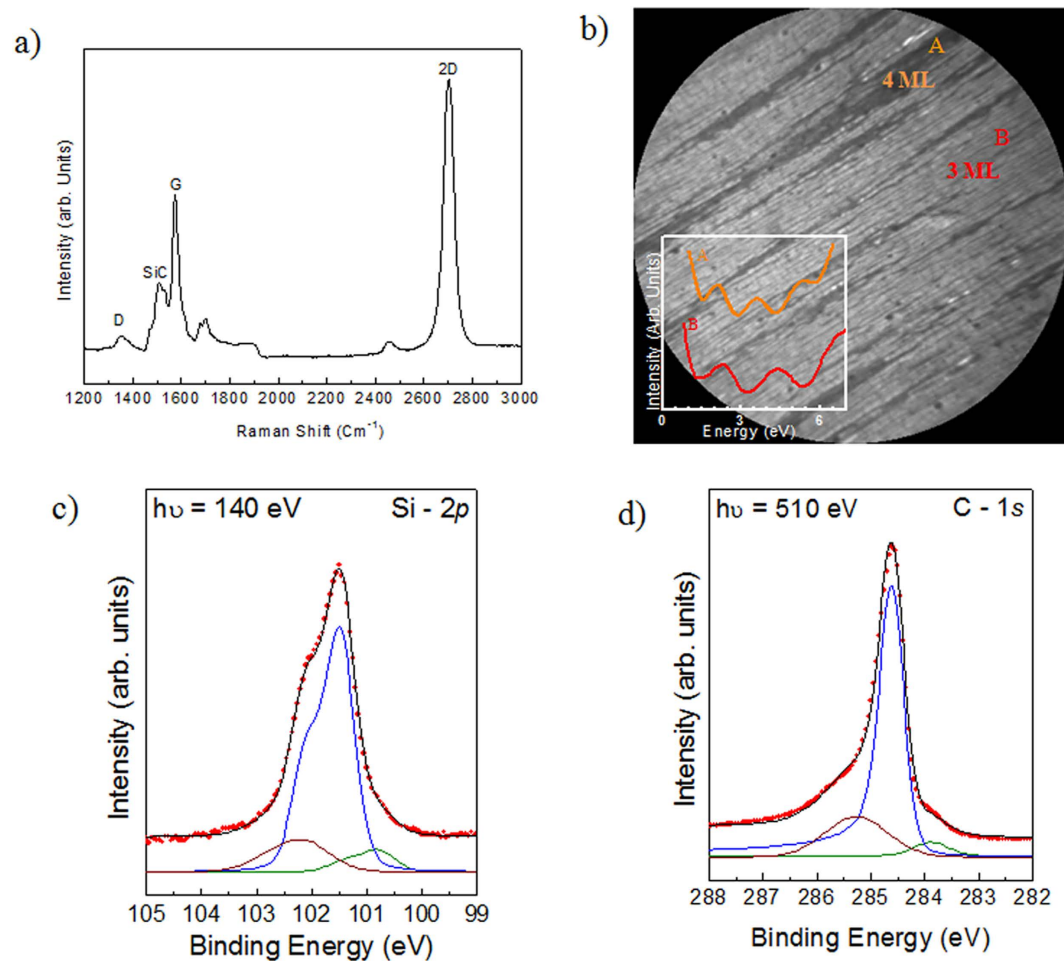 a)
Intensity (arb. Units)
D
SiC
G
2D
1200 1400 1600 1800 2000 2200 2400 2600 2800 3000
Raman Shift (Cm⁻¹)
b)
A
4 ML
B
3 ML
Intensity (Arb. Units)
A
B
0 3 6
Energy (eV)
c)
hυ = 140 eV Si - 2p
Intensity (arb. units)
105 104 103 102 101 100 99
Binding Energy (eV)
d)
hυ = 510 eV C - 1s
Intensity (arb. units)
288 287 286 285 284 283 282
Binding Energy (eV)